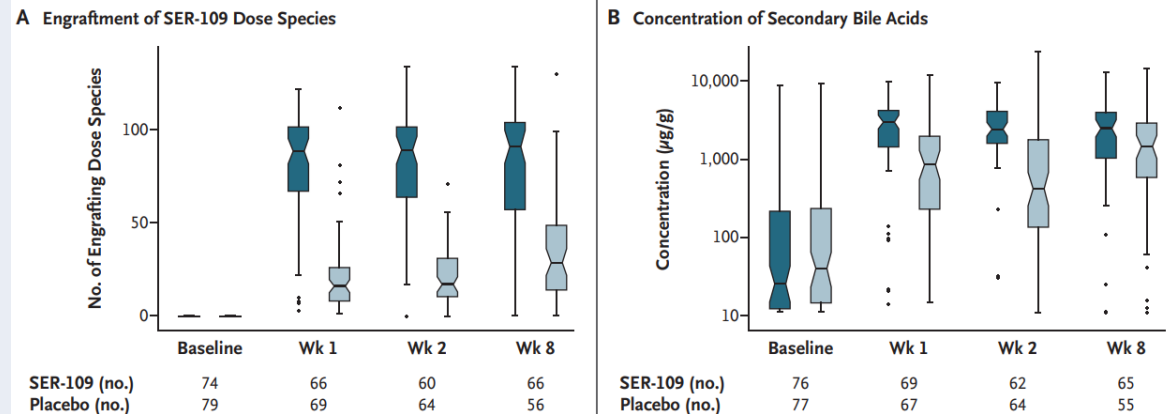 A Engraftment of SER-109 Dose Species
No. of Engrafting Dose Species
100
50
0
Baseline Wk 1 Wk 2 Wk 8
SER-109 (no.) 74 66 60 66
Placebo (no.) 79 69 64 56
B Concentration of Secondary Bile Acids
Concentration (µg/g)
10,000
1,000
100
10
Baseline Wk 1 Wk 2 Wk 8
SER-109 (no.) 76 69 62 65
Placebo (no.) 77 67 64 55